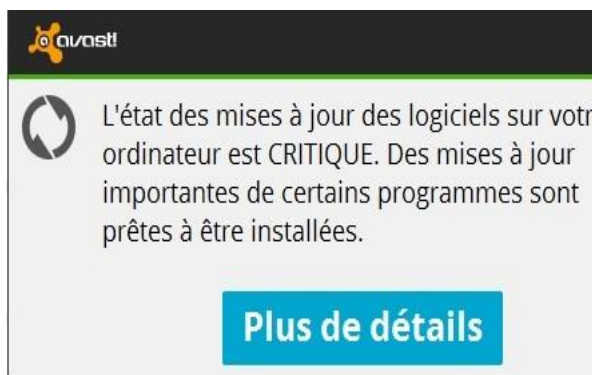 avast!
L'état des mises à jour des logiciels sur votr
ordinateur est CRITIQUE. Des mises à jour
importantes de certains programmes sont
prêtes à être installées.
Plus de détails